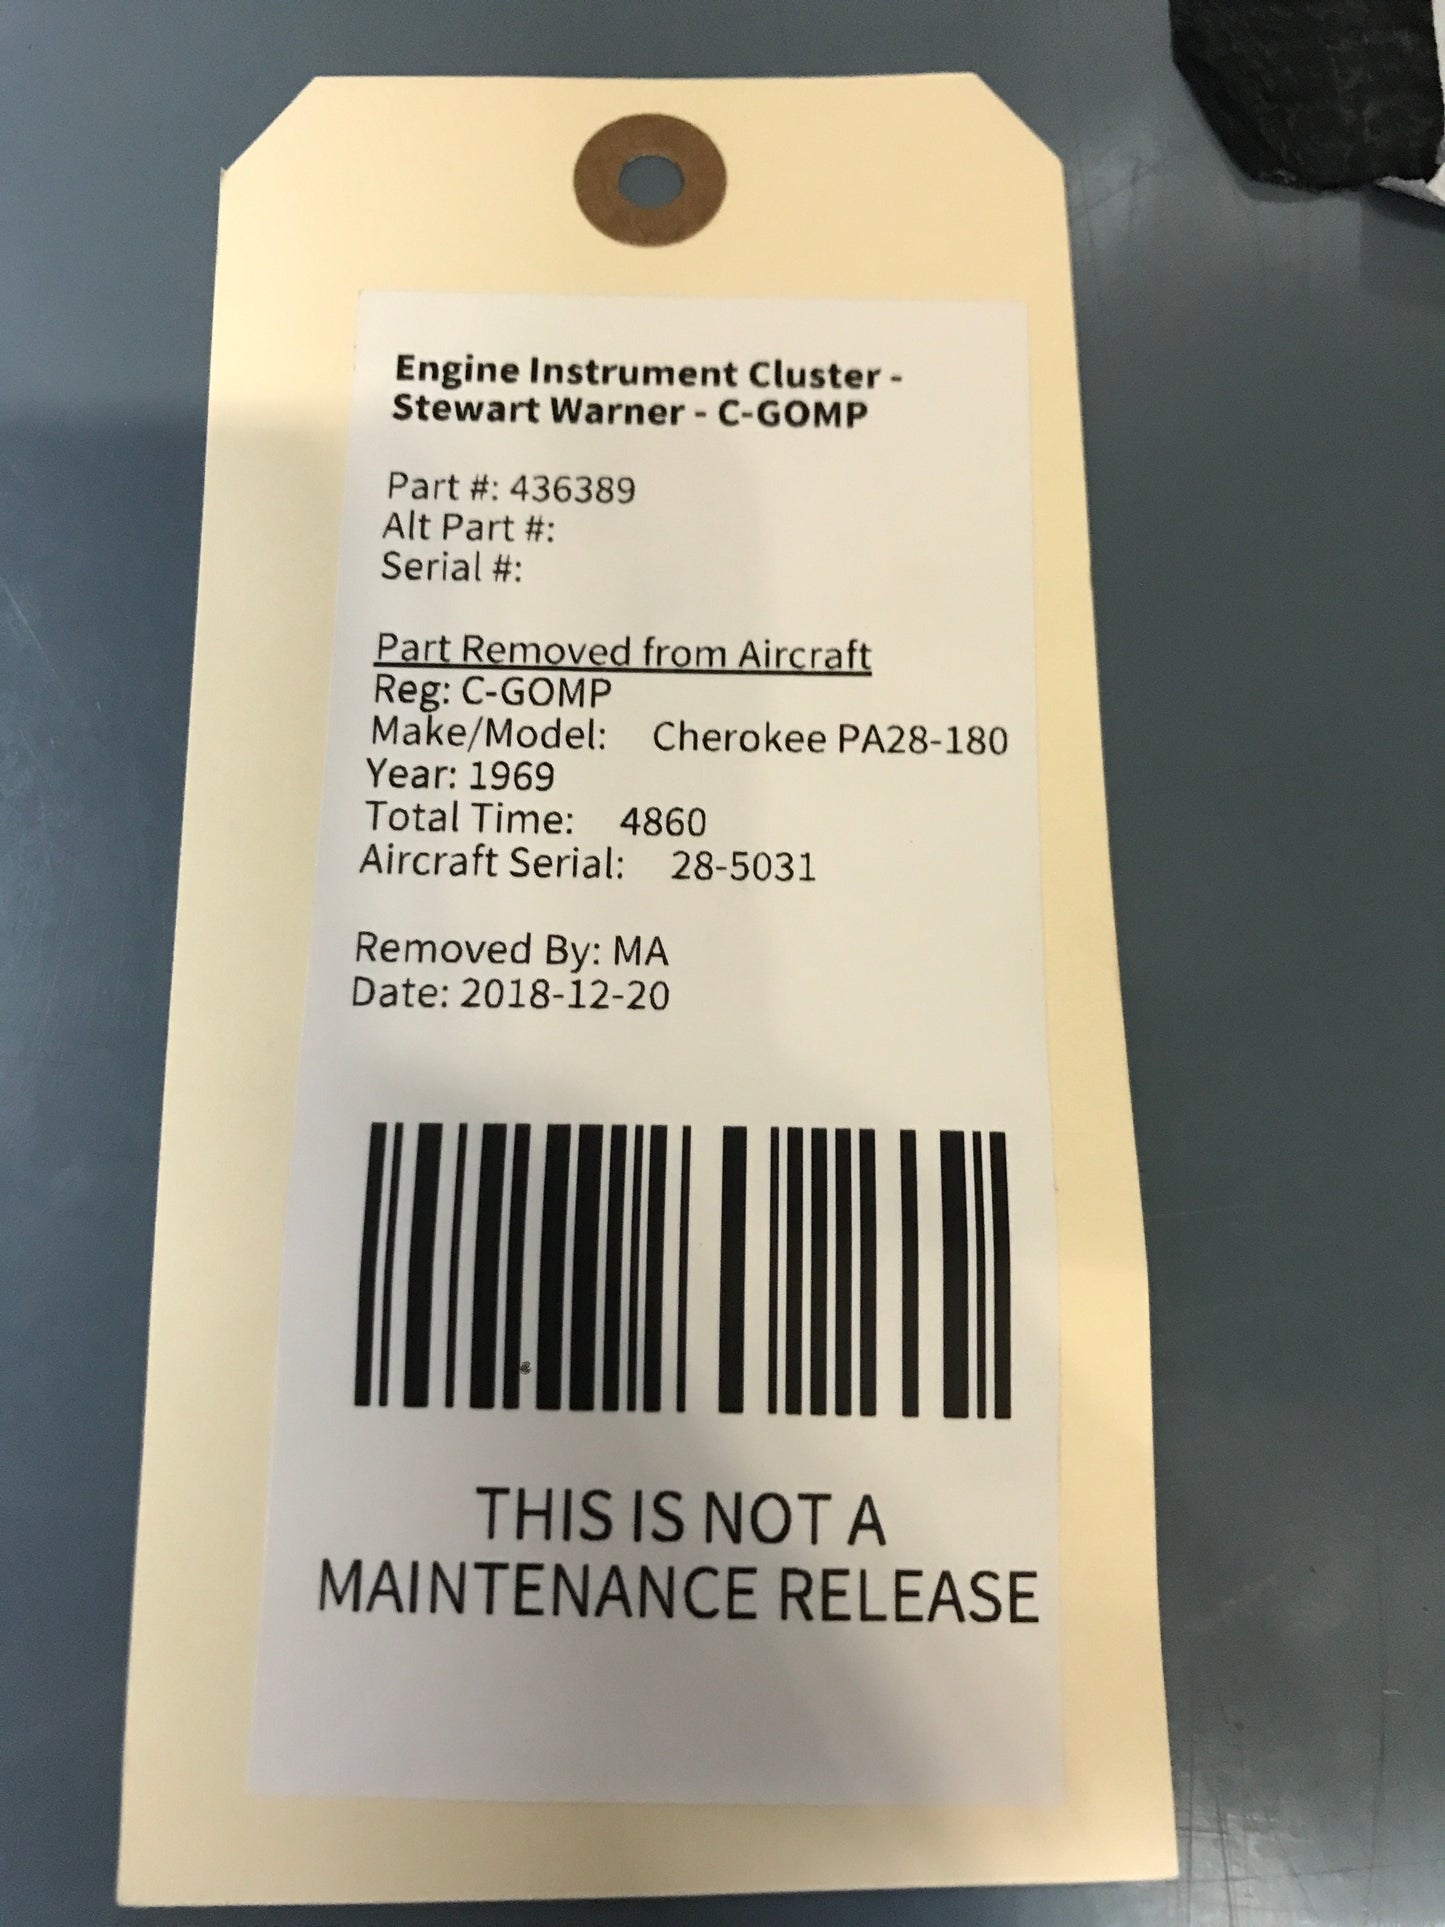 Engine Instrument Cluster -
Stewart Warner - C-GOMP
Part #: 436389
Alt Part #:
Serial #:
Part Removed from Aircraft
Reg: C-GOMP
Make/Model: Cherokee PA28-180
Year: 1969
Total Time: 4860
Aircraft Serial: 28-5031
Removed By: MA
Date: 2018-12-20
THIS IS NOT A
MAINTENANCE RELEASE